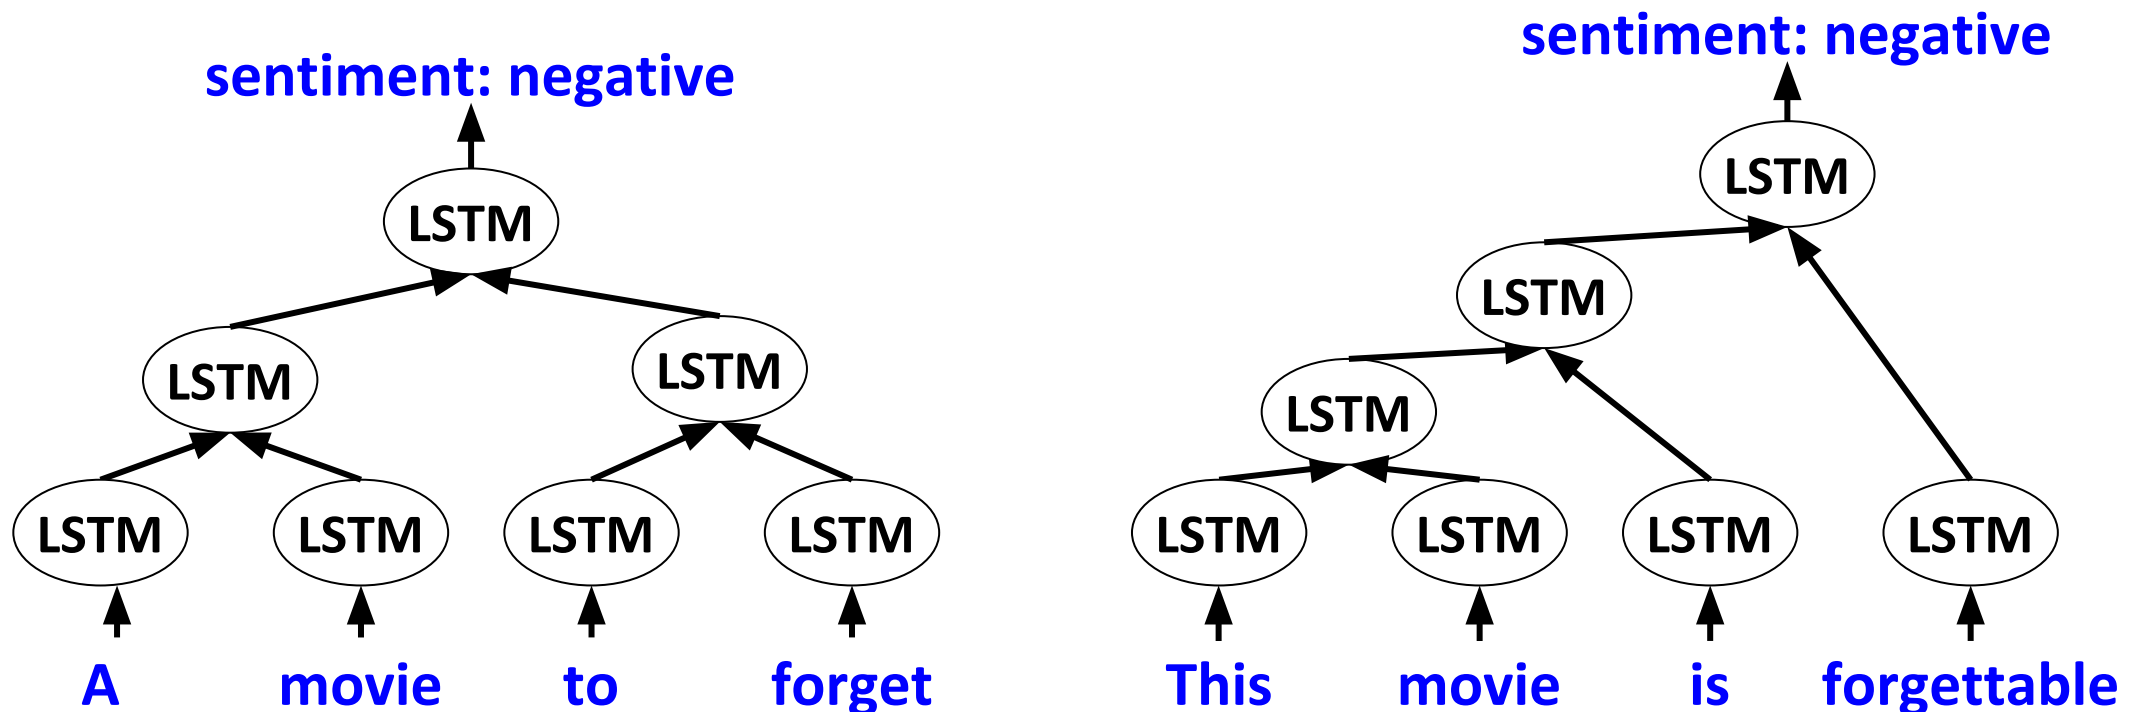 sentiment: negative
LSTM
LSTM LSTM
LSTM LSTM LSTM LSTM
A movie to forget
sentiment: negative
LSTM
LSTM
LSTM
LSTM LSTM LSTM LSTM
This movie is forgettable